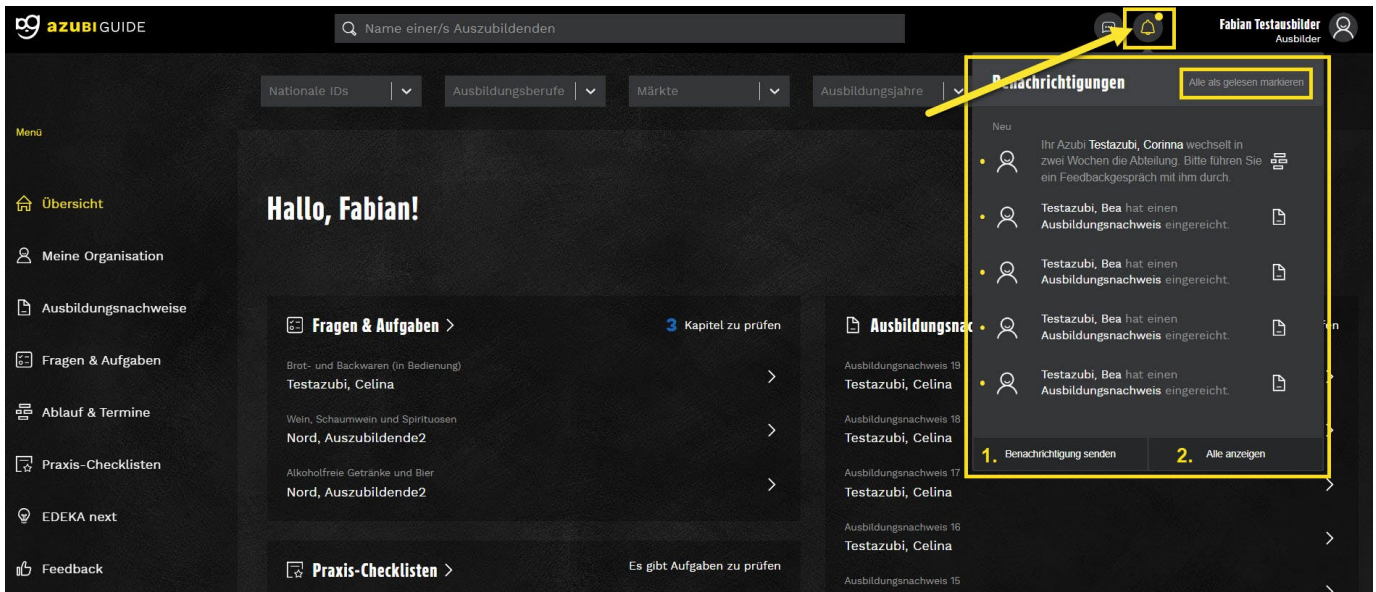 azubi GUIDE
Name einer/s Auszubildenden
Fabian Testausbilder
Ausbilder
Nationale IDs
Ausbildungsberufe
Märkte
Ausbildungsjahre
Benachrichtigungen
Alle als gelesen markieren
Menü
Übersicht
Meine Organisation
Ausbildungsnachweise
Fragen & Aufgaben
Ablauf & Termine
Praxis-Checklisten
EDEKA next
Feedback
Hallo, Fabian!
Fragen & Aufgaben
3 Kapitel zu prüfen
Brot- und Backwaren (in Bedienung)
Testazubi, Celina
Wein, Schaumwein und Spirituosen
Nord, Auszubildende2
Alkoholfreie Getränke und Bier
Nord, Auszubildende2
Praxis-Checklisten
Es gibt Aufgaben zu prüfen
Ausbildungsnac
en
Ausbildungsnachweis 19
Testazubi, Celina
Ausbildungsnachweis 18
Testazubi, Celina
Ausbildungsnachweis 17
Testazubi, Celina
Ausbildungsnachweis 16
Testazubi, Celina
Ausbildungsnachweis 15
Neu
Ihr Azubi Testazubi, Corinna wechselt in
zwei Wochen die Abteilung. Bitte führen Sie
ein Feedbackgespräch mit ihm durch.
Testazubi, Bea hat einen
Ausbildungsnachweis eingereicht.
Testazubi, Bea hat einen
Ausbildungsnachweis eingereicht.
Testazubi, Bea hat einen
Ausbildungsnachweis eingereicht.
Testazubi, Bea hat einen
Ausbildungsnachweis eingereicht.
1. Benachrichtigung senden
2. Alle anzeigen